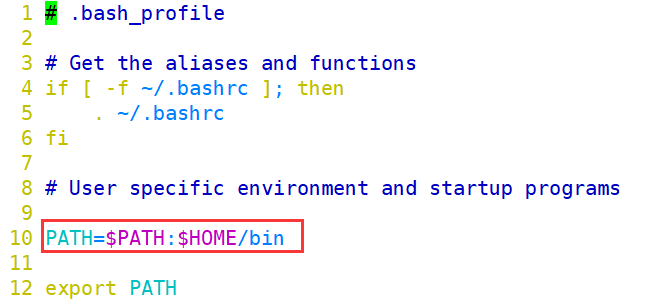 1 # .bash_profile
2
3 # Get the aliases and functions
4 if [ -f ~/.bashrc ]; then
5     . ~/.bashrc
6 fi
7
8 # User specific environment and startup programs
9
10 PATH=$PATH:$HOME/bin
11
12 export PATH